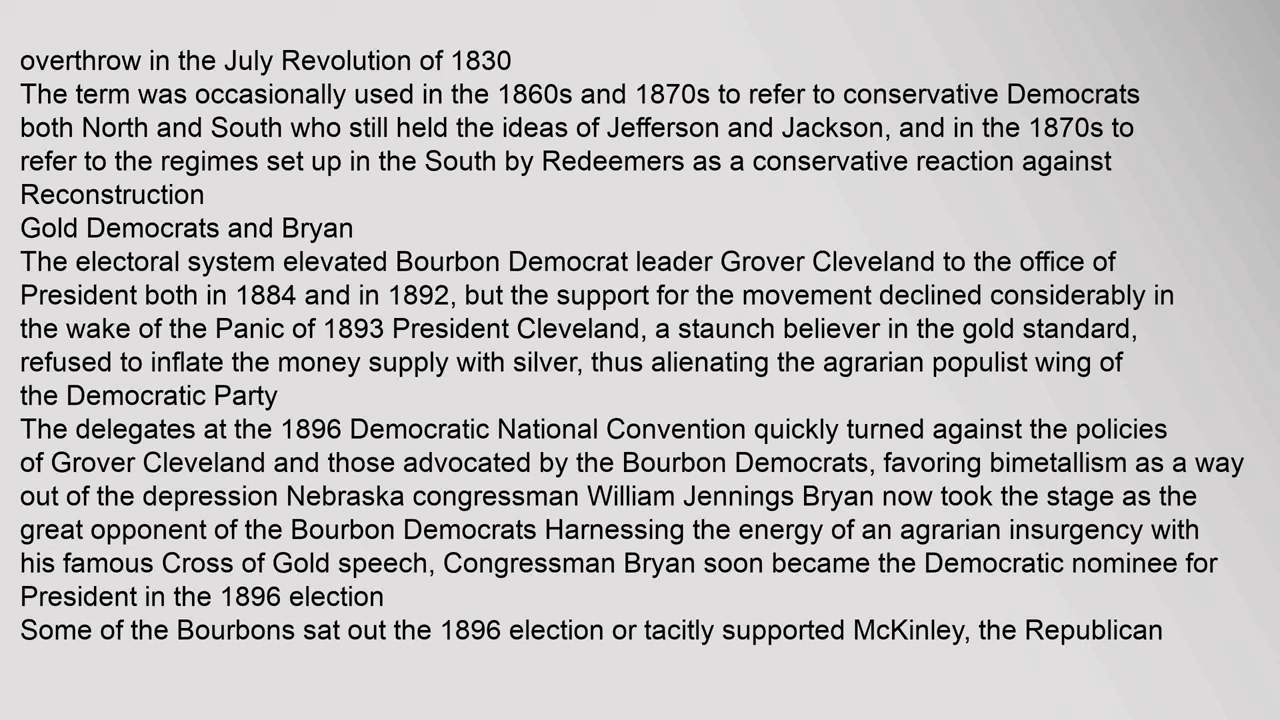 overthrow in the July Revolution of 1830
The term was occasionally used in the 1860s and 1870s to refer to conservative Democrats
both North and South who still held the ideas of Jefferson and Jackson, and in the 1870s to
refer to the regimes set up in the South by Redeemers as a conservative reaction against
Reconstruction
Gold Democrats and Bryan
The electoral system elevated Bourbon Democrat leader Grover Cleveland to the office of
President both in 1884 and in 1892, but the support for the movement declined considerably in
the wake of the Panic of 1893 President Cleveland, a staunch believer in the gold standard,
refused to inflate the money supply with silver, thus alienating the agrarian populist wing of
the Democratic Party
The delegates at the 1896 Democratic National Convention quickly turned against the policies
of Grover Cleveland and those advocated by the Bourbon Democrats, favoring bimetallism as a way
out of the depression Nebraska congressman William Jennings Bryan now took the stage as the
great opponent of the Bourbon Democrats Harnessing the energy of an agrarian insurgency with
his famous Cross of Gold speech, Congressman Bryan soon became the Democratic nominee for
President in the 1896 election
Some of the Bourbons sat out the 1896 election or tacitly supported McKinley, the Republican